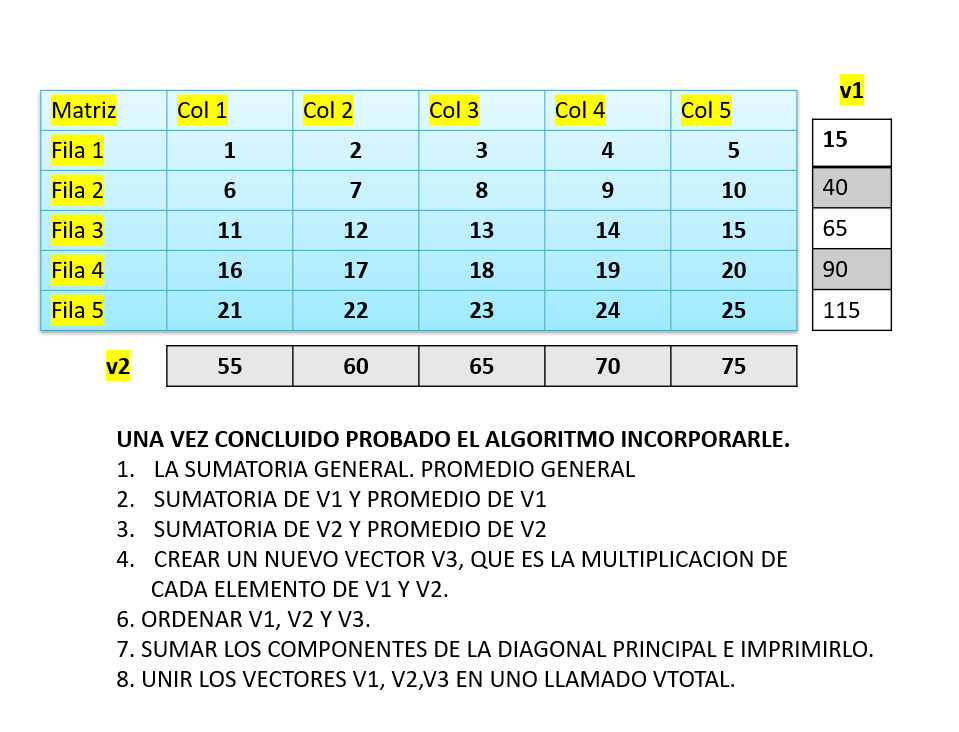 v1
Matriz Col 1 Col 2 Col 3 Col 4 Col 5
Fila 1 1 2 3 4 5 15
Fila 2 6 7 8 9 10 40
Fila 3 11 12 13 14 15 65
Fila 4 16 17 18 19 20 90
Fila 5 21 22 23 24 25 115
v2 55 60 65 70 75
UNA VEZ CONCLUIDO PROBADO EL ALGORITMO INCORPORARLE.
1. LA SUMATORIA GENERAL. PROMEDIO GENERAL
2. SUMATORIA DE V1 Y PROMEDIO DE V1
3. SUMATORIA DE V2 Y PROMEDIO DE V2
4. CREAR UN NUEVO VECTOR V3, QUE ES LA MULTIPLICACION DE
CADA ELEMENTO DE V1 Y V2.
6. ORDENAR V1, V2 Y V3.
7. SUMAR LOS COMPONENTES DE LA DIAGONAL PRINCIPAL E IMPRIMIRLO.
8. UNIR LOS VECTORES V1, V2,V3 EN UNO LLAMADO VTOTAL.